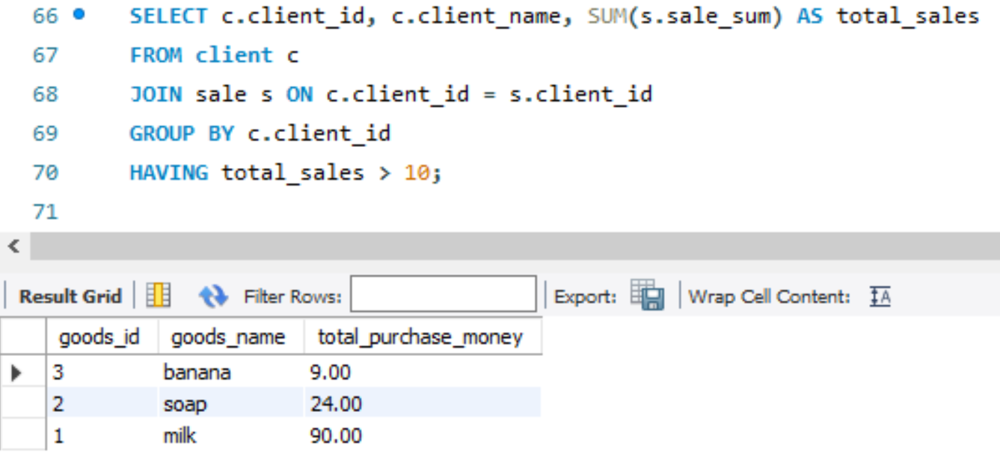 66 SELECT c.client_id, c.client_name, SUM(s.sale_sum) AS total_sales
67 FROM client c
68 JOIN sale s ON c.client_id = s.client_id
69 GROUP BY c.client_id
70 HAVING total_sales > 10;
71
Result Grid Filter Rows: Export: Wrap Cell Content: IA
goods_id goods_name total_purchase_money
3 banana 9.00
2 soap 24.00
1 milk 90.00